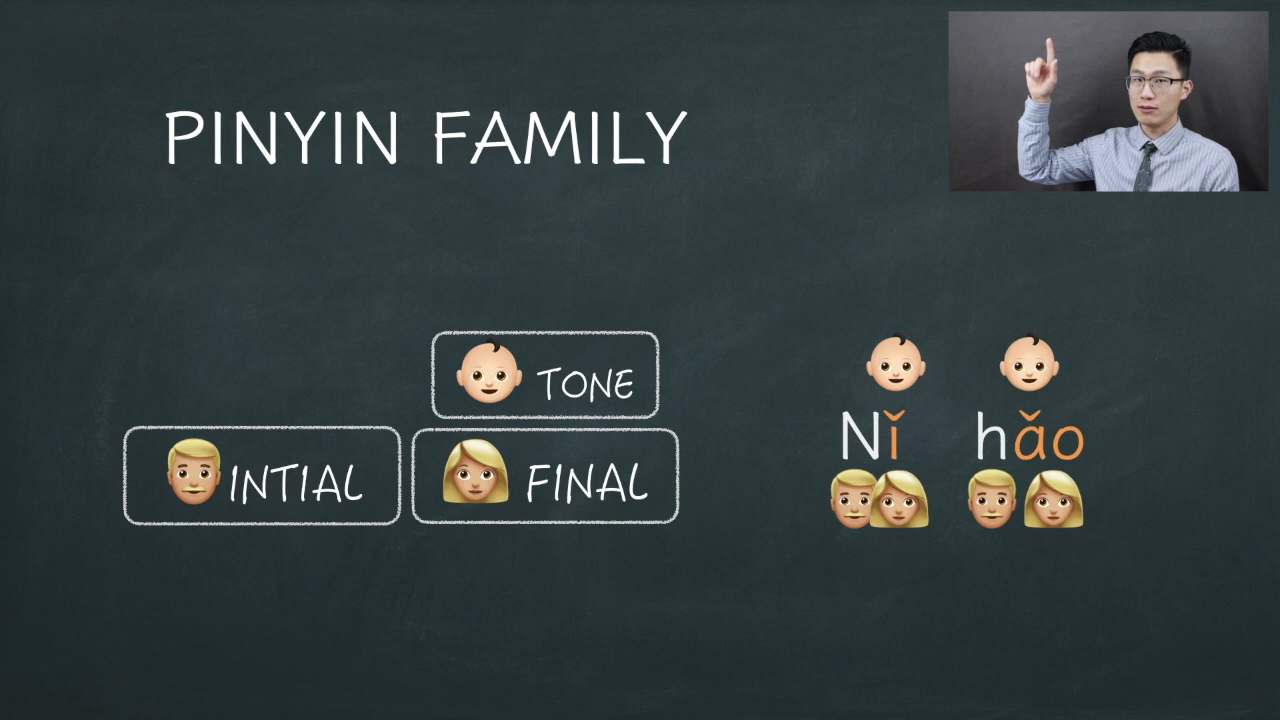 PINYIN FAMILY
TONE
INTIAL
FINAL
Nǐ hǎo